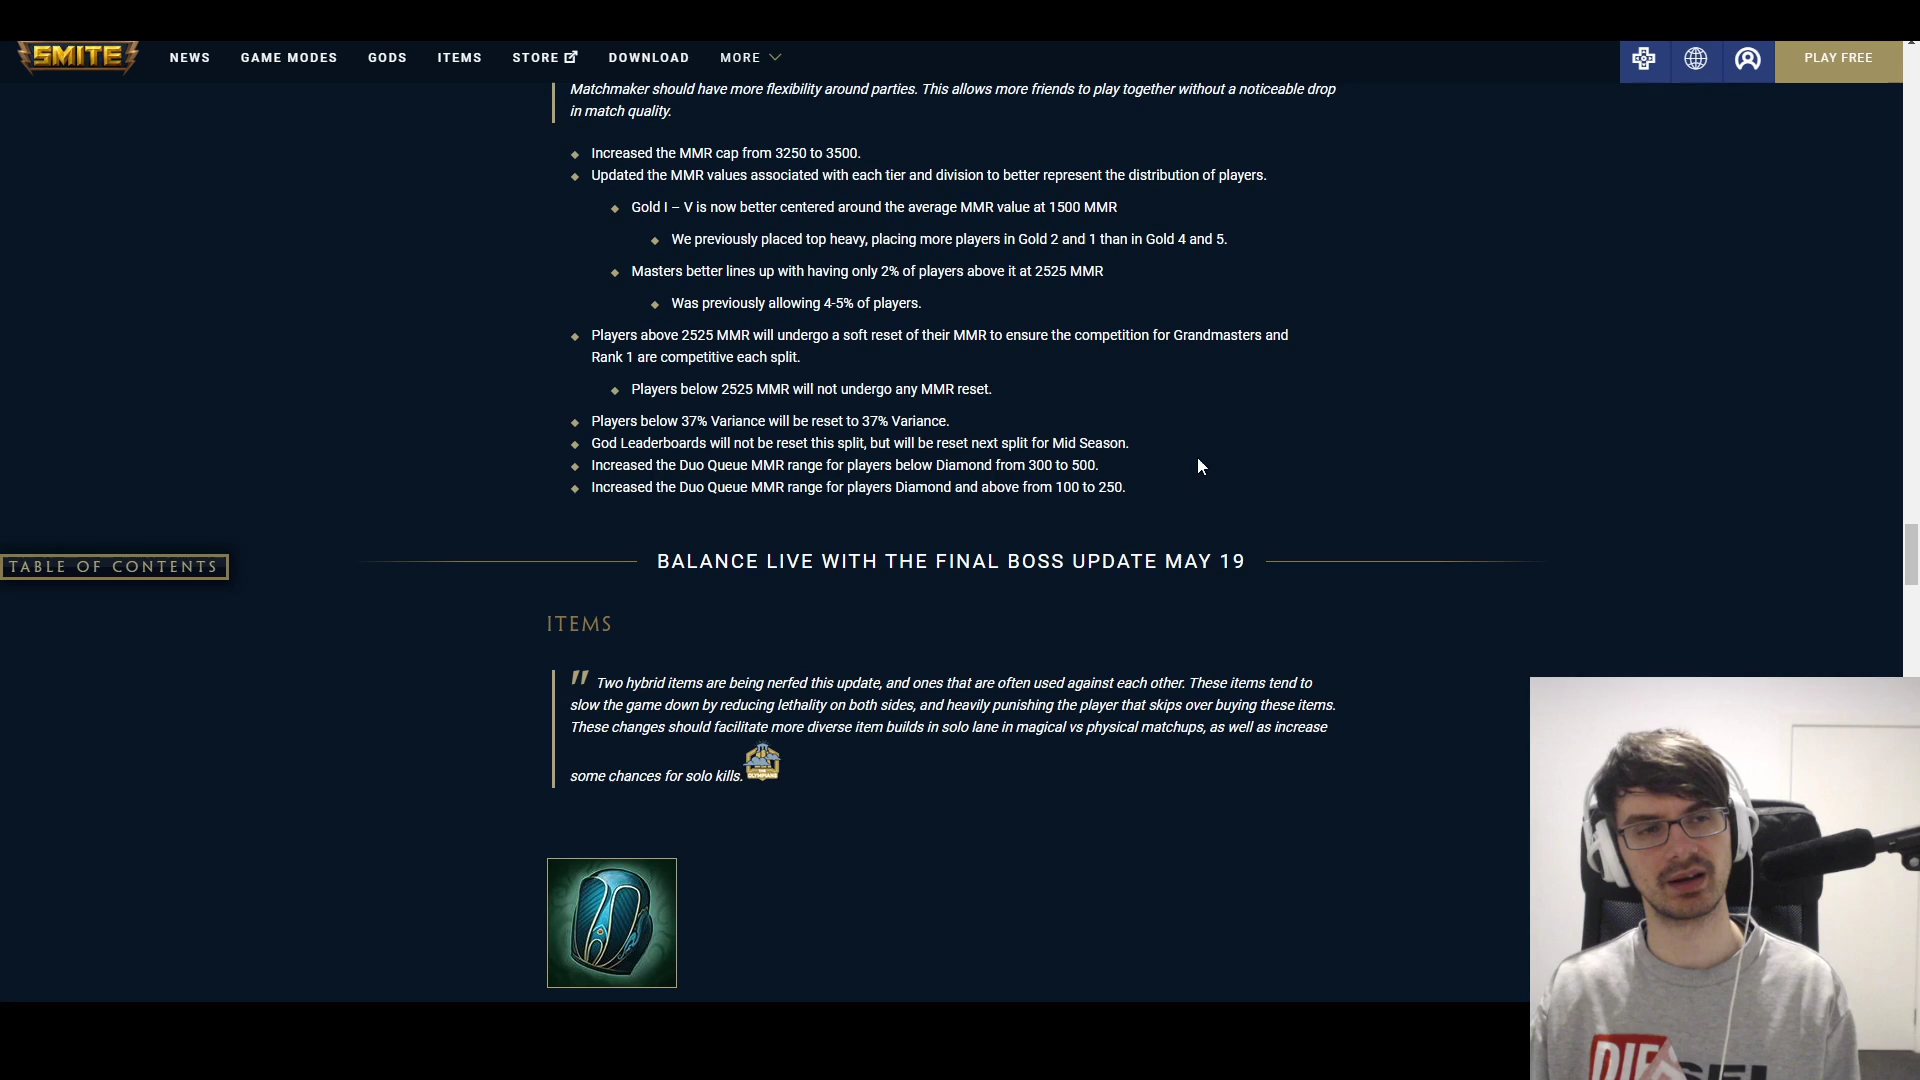 SMITE
NEWS GAME MODES GODS ITEMS STORE DOWNLOAD MORE PLAY FREE
Matchmaker should have more flexibility around parties. This allows more friends to play together without a noticeable drop
in match quality.
Increased the MMR cap from 3250 to 3500.
Updated the MMR values associated with each tier and division to better represent the distribution of players.
Gold I – V is now better centered around the average MMR value at 1500 MMR
We previously placed top heavy, placing more players in Gold 2 and 1 than in Gold 4 and 5.
Masters better lines up with having only 2% of players above it at 2525 MMR
Was previously allowing 4-5% of players.
Players above 2525 MMR will undergo a soft reset of their MMR to ensure the competition for Grandmasters and
Rank 1 are competitive each split.
Players below 2525 MMR will not undergo any MMR reset.
Players below 37% Variance will be reset to 37% Variance.
God Leaderboards will not be reset this split, but will be reset next split for Mid Season.
Increased the Duo Queue MMR range for players below Diamond from 300 to 500.
Increased the Duo Queue MMR range for players Diamond and above from 100 to 250.
TABLE OF CONTENTS
BALANCE LIVE WITH THE FINAL BOSS UPDATE MAY 19
ITEMS
" Two hybrid items are being nerfed this update, and ones that are often used against each other. These items tend to
slow the game down by reducing lethality on both sides, and heavily punishing the player that skips over buying these items.
These changes should facilitate more diverse item builds in solo lane in magical vs physical matchups, as well as increase
some chances for solo kills.